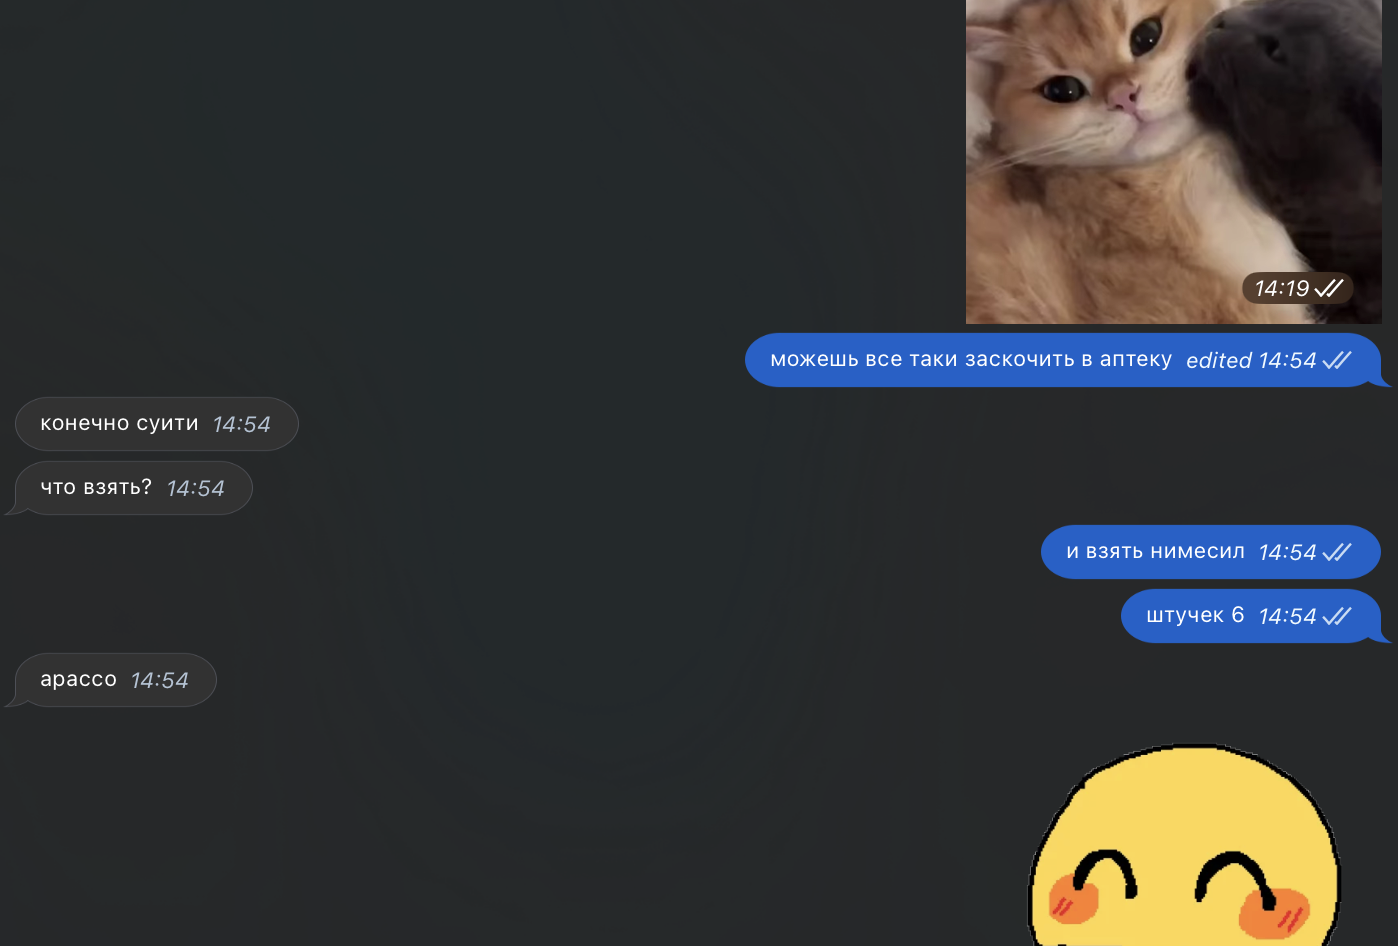 14:19
можешь все таки заскочить в аптеку edited 14:54
конечно суити 14:54
что взять? 14:54
и взять нимесил 14:54
штучек 6 14:54
арассо 14:54